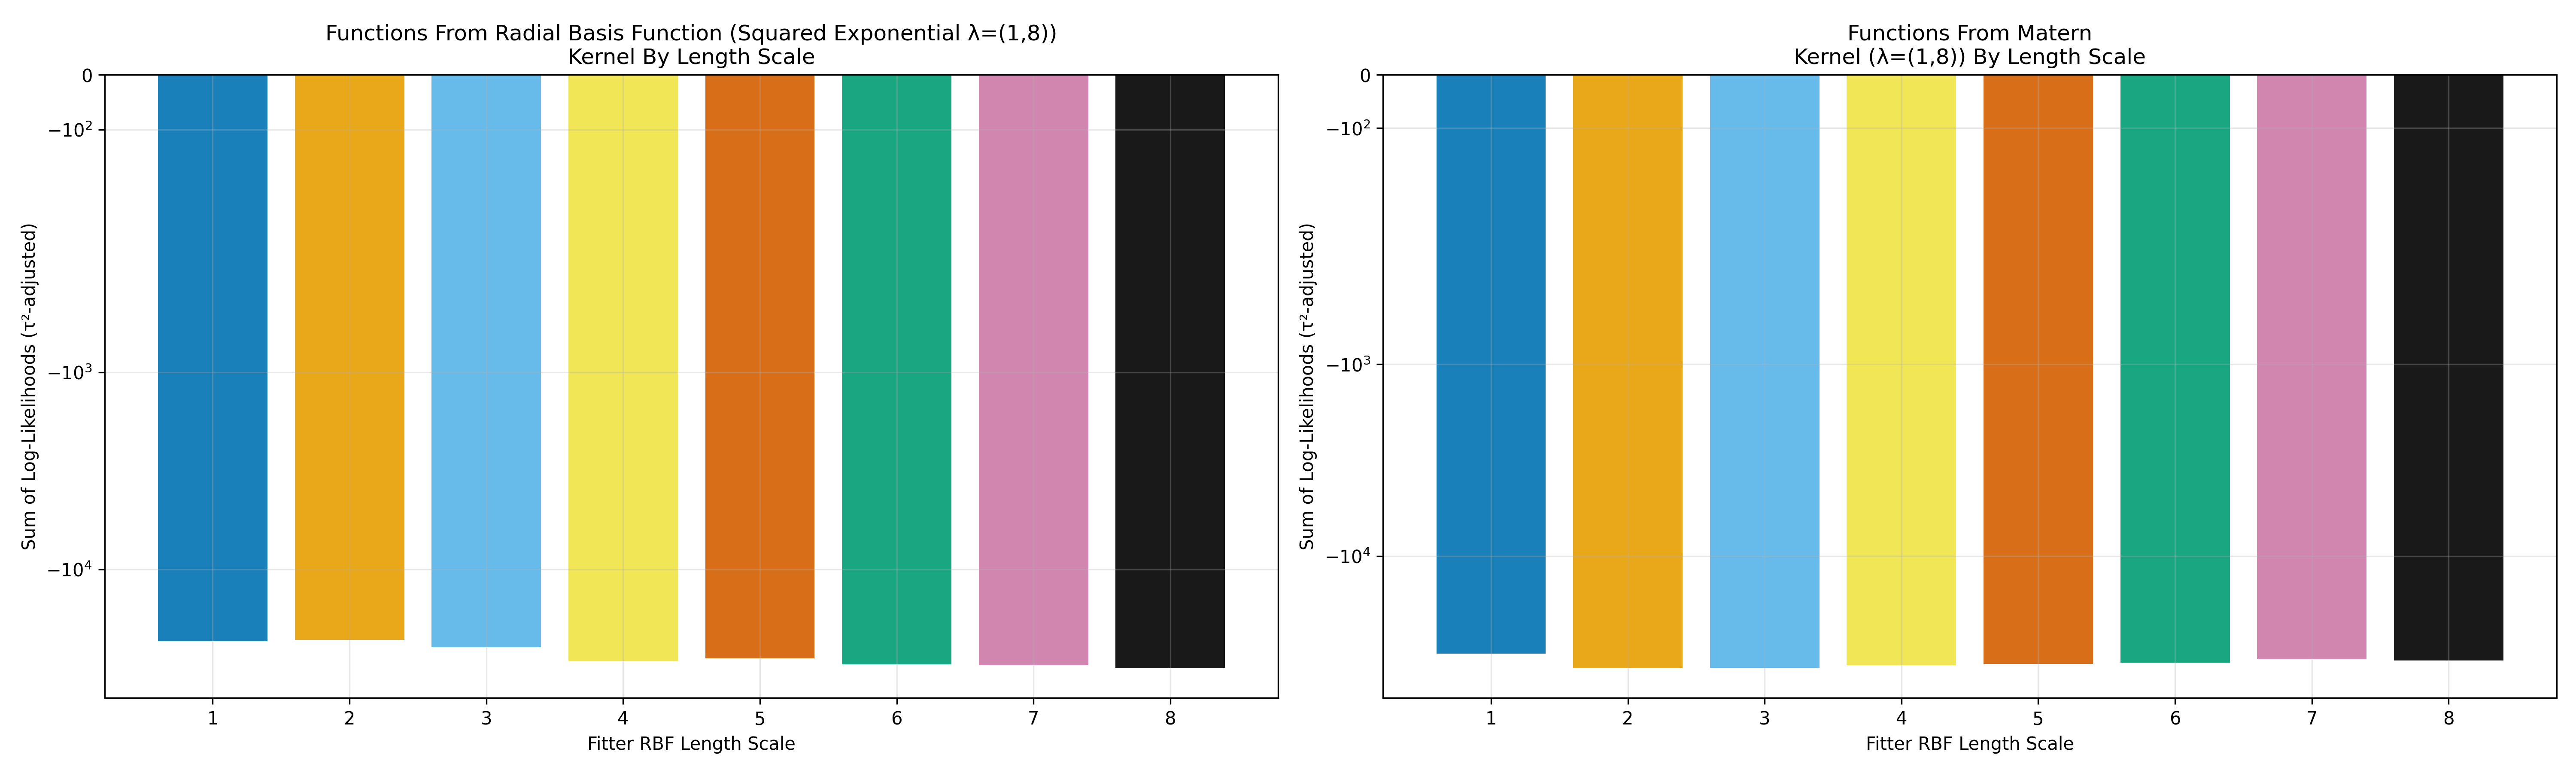 Functions From Radial Basis Function (Squared Exponential λ=(1,8))
Kernel By Length Scale
0
−10²
−10³
−10⁴
Sum of Log-Likelihoods (τ²-adjusted)
1 2 3 4 5 6 7 8
Fitter RBF Length Scale
Functions From Matern
Kernel (λ=(1,8)) By Length Scale
0
−10²
−10³
−10⁴
Sum of Log-Likelihoods (τ²-adjusted)
1 2 3 4 5 6 7 8
Fitter RBF Length Scale